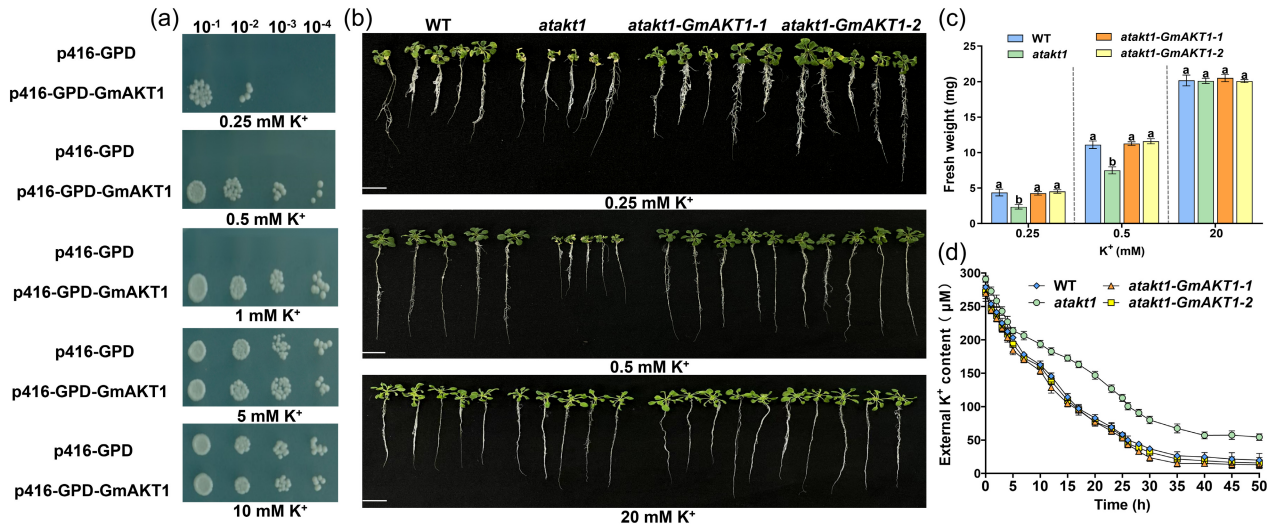 (a)
10⁻¹ 10⁻² 10⁻³ 10⁻⁴
p416-GPD
p416-GPD-GmAKT1
0.25 mM K⁺
p416-GPD
p416-GPD-GmAKT1
0.5 mM K⁺
p416-GPD
p416-GPD-GmAKT1
1 mM K⁺
p416-GPD
p416-GPD-GmAKT1
5 mM K⁺
p416-GPD
p416-GPD-GmAKT1
10 mM K⁺
(b)
WT atakt1 atakt1-GmAKT1-1 atakt1-GmAKT1-2
0.25 mM K⁺
0.5 mM K⁺
20 mM K⁺
(c)
WT atakt1-GmAKT1-1
atakt1 atakt1-GmAKT1-2
Fresh weight (mg)
25
20
15
10
5
0
a b a a
a b a a
a a a a
0.25 0.5 20
K⁺ (mM)
(d)
WT atakt1-GmAKT1-1
atakt1 atakt1-GmAKT1-2
External K⁺ content ( μM)
300
250
200
150
100
50
0
0 5 10 15 20 25 30 35 40 45 50
Time (h)